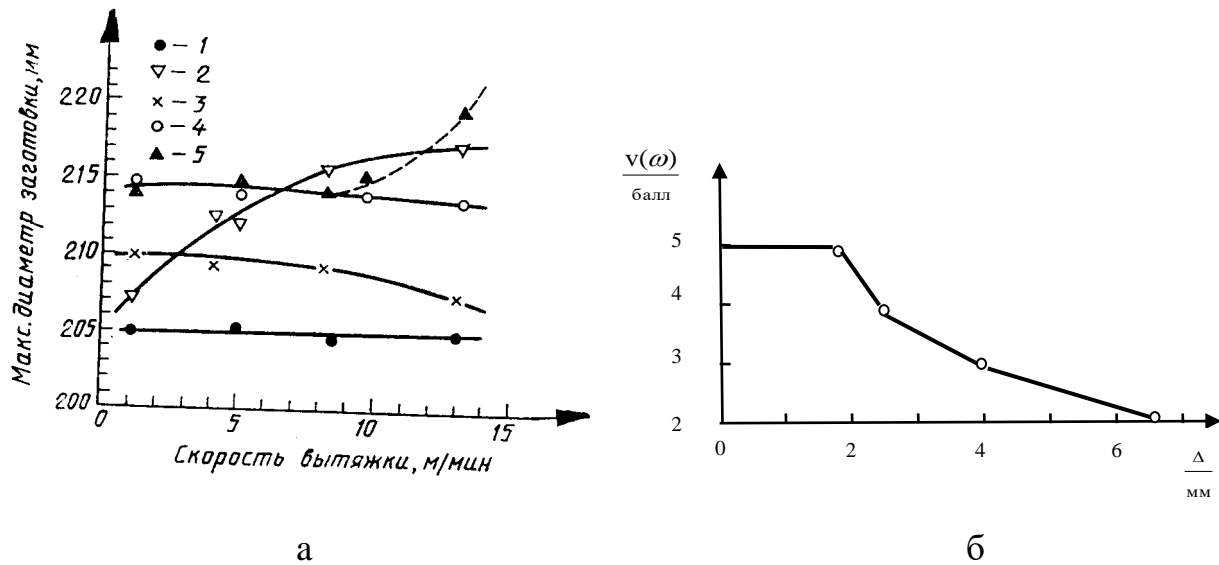 Макс. диаметр заготовки, мм
220
215
210
205
200
● – 1
▽ – 2
× – 3
○ – 4
▲ – 5
0 5 10 15
Скорость вытяжки, м/мин
а
v(ω)
балл
5
4
3
2
0 2 4 6
Δ
мм
б